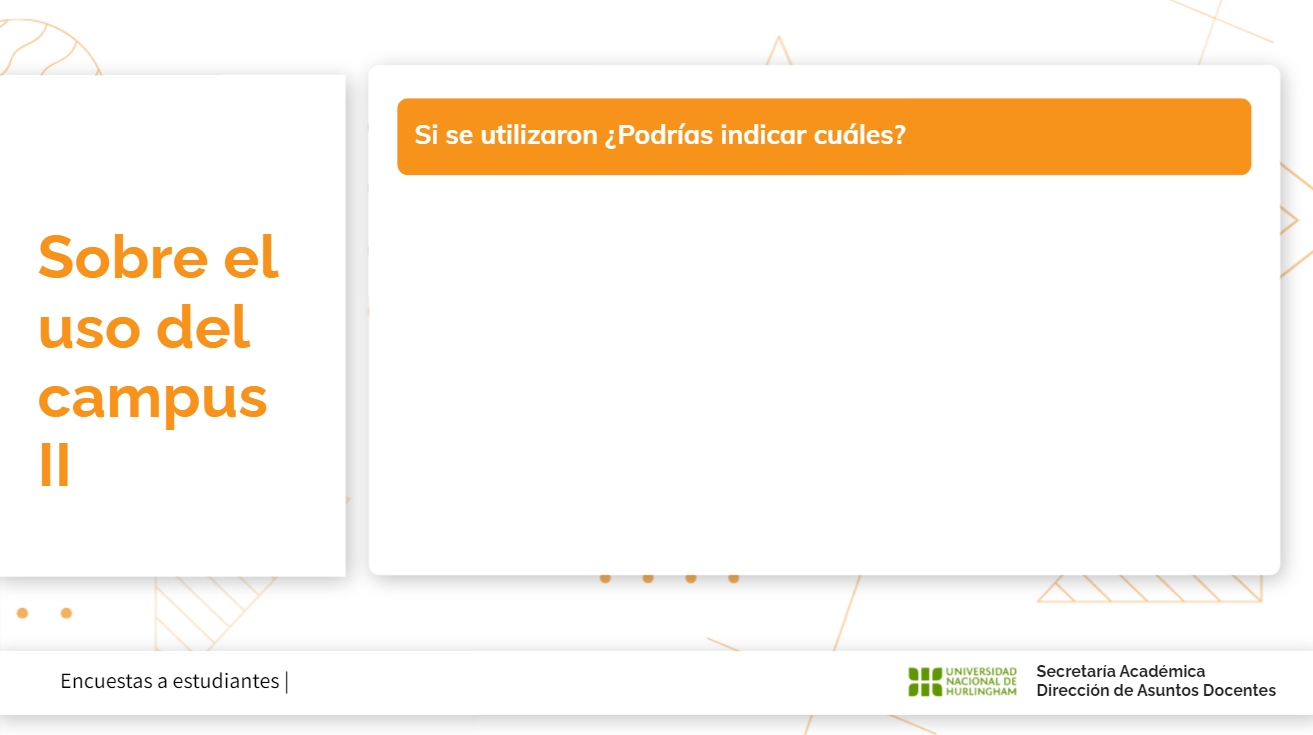 Si se utilizaron ¿Podrías indicar cuáles?
Sobre el
uso del
campus
II
Encuestas a estudiantes |
UNIVERSIDAD
NACIONAL DE
HURLINGHAM
Secretaría Académica
Dirección de Asuntos Docentes